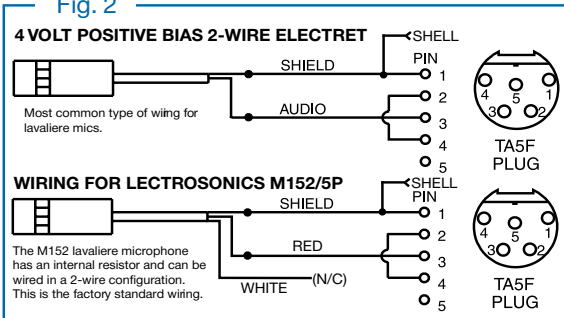 Fig. 2
4 VOLT POSITIVE BIAS 2-WIRE ELECTRET
SHELL
PIN
SHIELD
1
2
AUDIO
3
4
5
Most common type of wiring for
lavaliere mics.
4
5
1
3
2
TA5F
PLUG
WIRING FOR LECTROSONICS M152/5P
SHELL
PIN
SHIELD
1
2
RED
3
WHITE
(N/C)
4
5
The M152 lavaliere microphone
has an internal resistor and can be
wired in a 2-wire configuration.
This is the factory standard wiring.
4
5
1
3
2
TA5F
PLUG